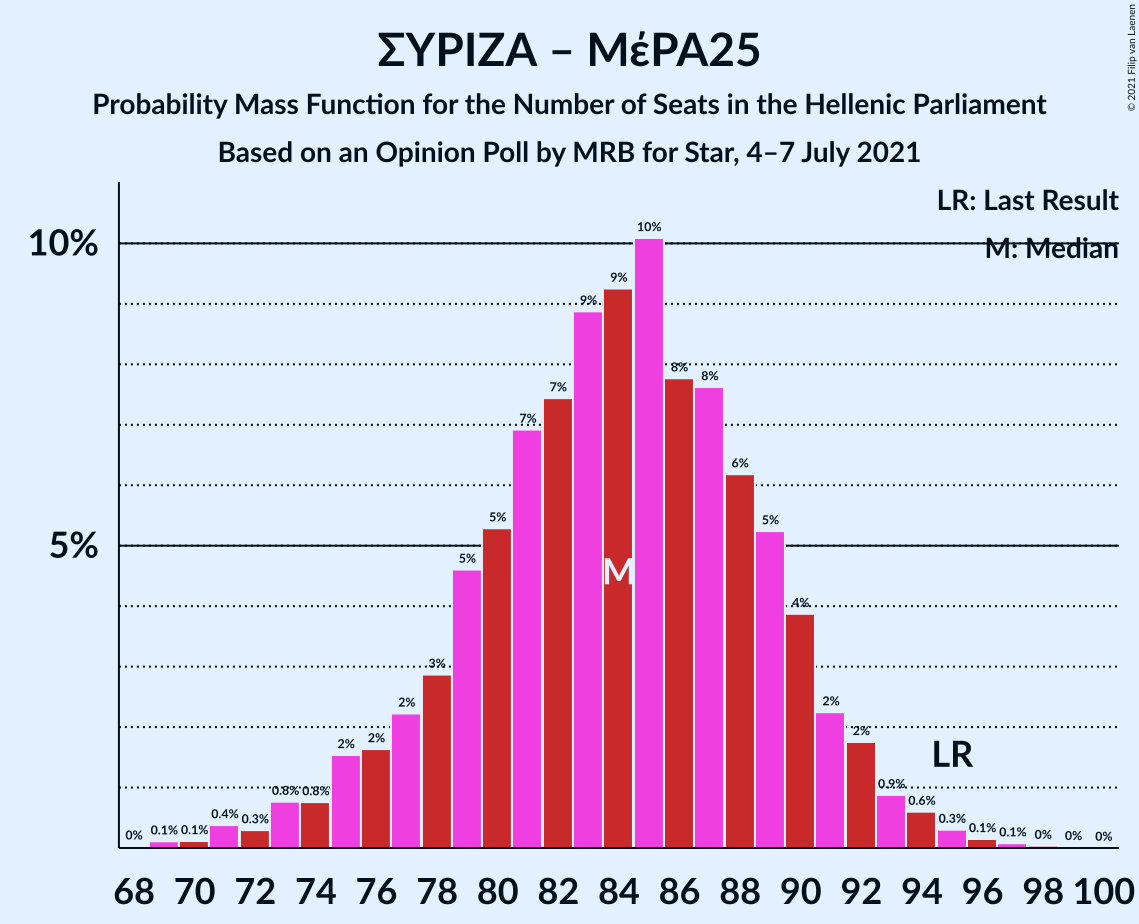 ΣΥΡΙΖΑ – ΜέΡΑ25
Probability Mass Function for the Number of Seats in the Hellenic Parliament
Based on an Opinion Poll by MRB for Star, 4–7 July 2021
© 2021 Filip van Laenen
LR: Last Result
M: Median
10%
5%
0% 0.1% 0.1% 0.4% 0.3% 0.8% 0.8% 2% 2% 2% 3% 5% 5% 7% 7% 9% 9% 10% 8% 8% 6% 5% 4% 2% 2% 0.9% 0.6% 0.3% 0.1% 0.1% 0% 0% 0%
M
LR
68 70 72 74 76 78 80 82 84 86 88 90 92 94 96 98 100